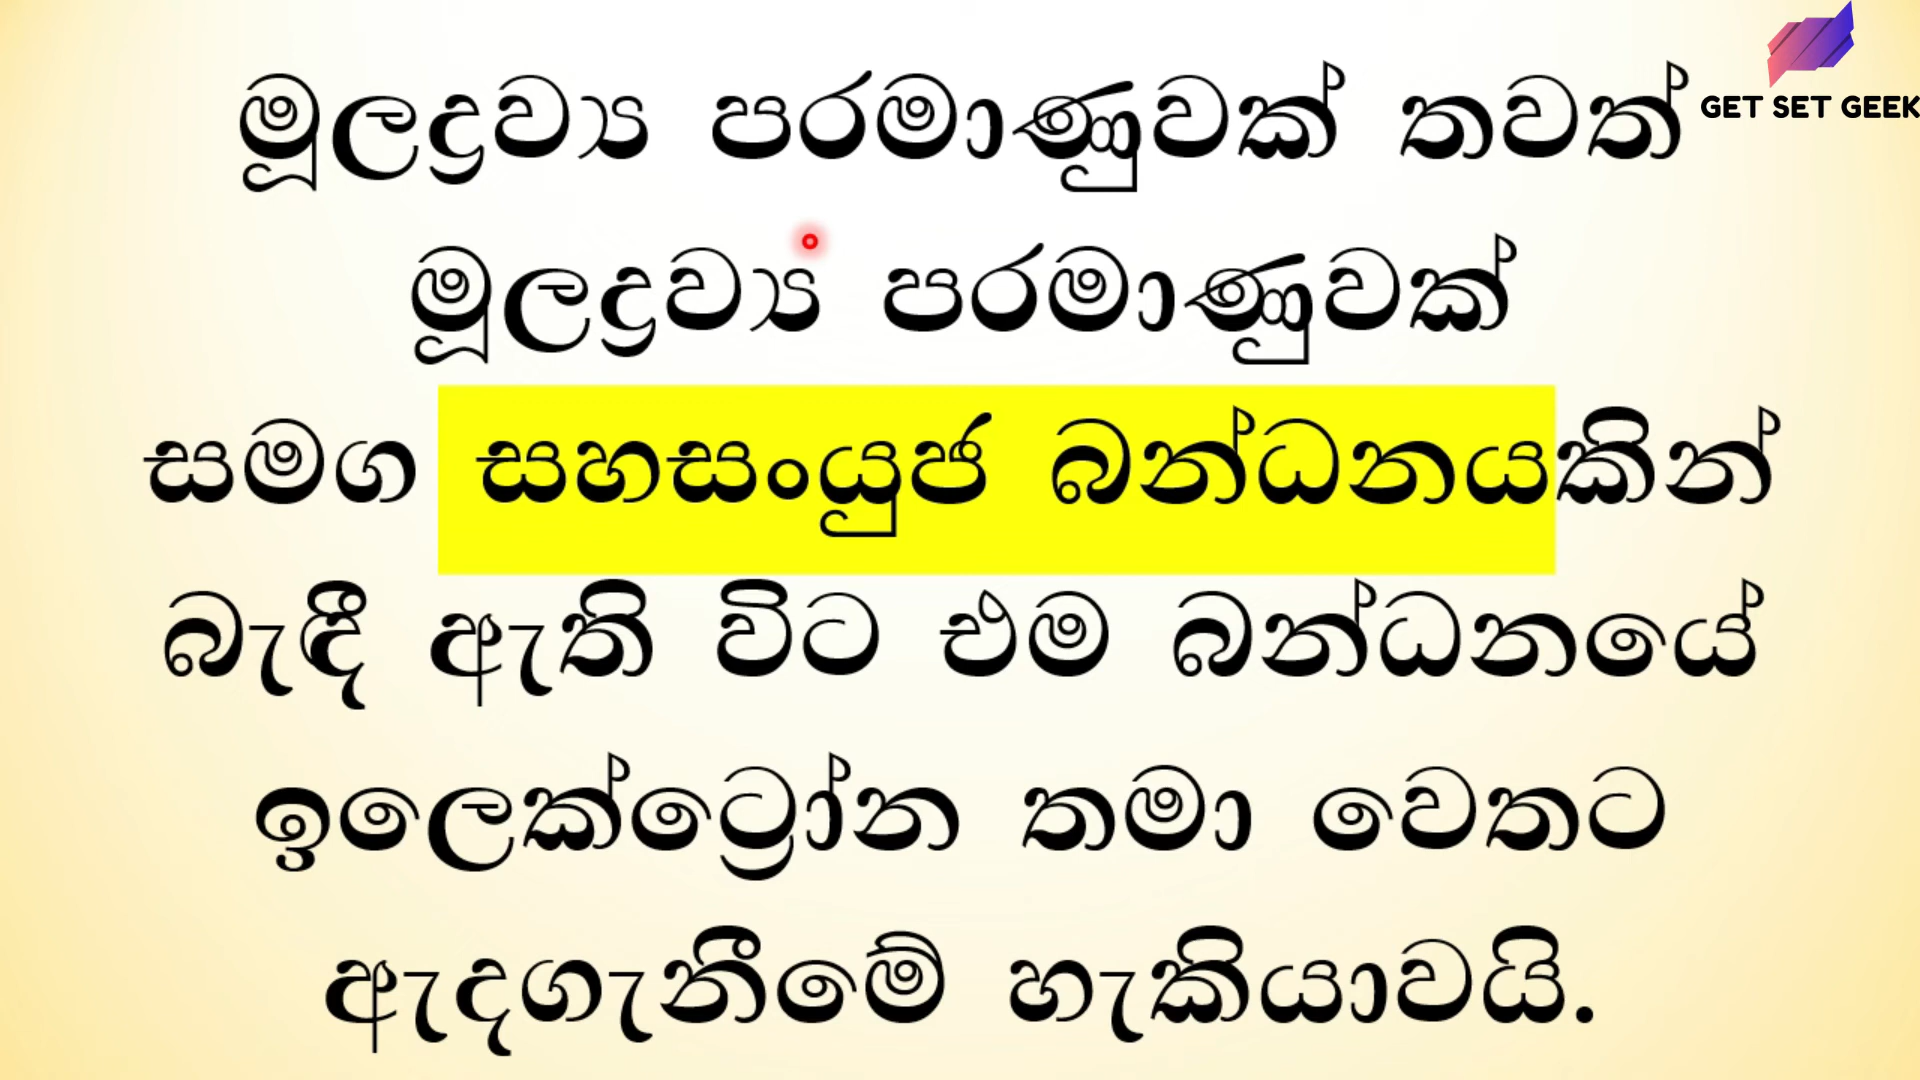 GET SET GEEK
මූලද්‍රව්‍ය පරමාණුවක් තවත්
මූලද්‍රව්‍ය පරමාණුවක්
සමග සහසංයුජ බන්ධනයකින්
බැඳී ඇති විට එම බන්ධනයේ
ඉලෙක්ට්‍රෝන තමා වෙතට
ඇදගැනීමේ හැකියාවයි.